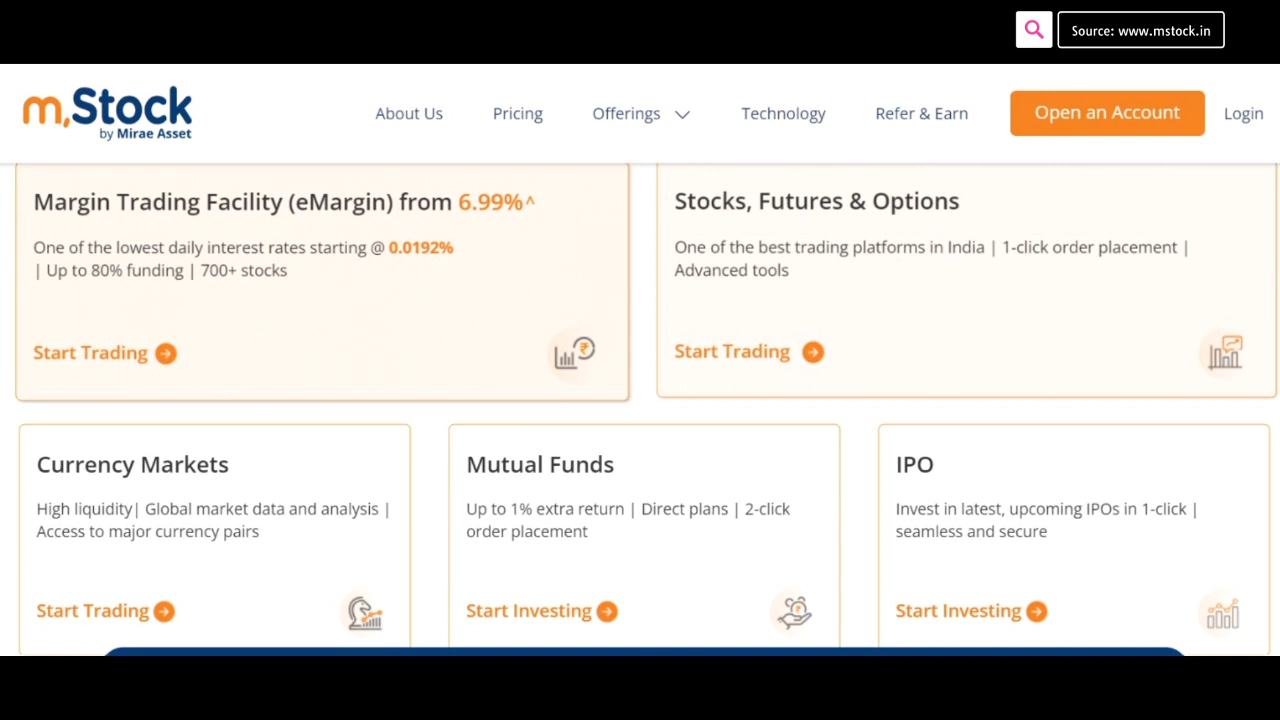 Source: www.mstock.in
m.Stock
by Mirae Asset
About Us
Pricing
Offerings
Technology
Refer & Earn
Open an Account
Login
Margin Trading Facility (eMargin) from 6.99%^
One of the lowest daily interest rates starting @ 0.0192%
| Up to 80% funding | 700+ stocks
Start Trading
Stocks, Futures & Options
One of the best trading platforms in India | 1-click order placement |
Advanced tools
Start Trading
Currency Markets
High liquidity| Global market data and analysis |
Access to major currency pairs
Start Trading
Mutual Funds
Up to 1% extra return | Direct plans | 2-click
order placement
Start Investing
IPO
Invest in latest, upcoming IPOs in 1-click |
seamless and secure
Start Investing